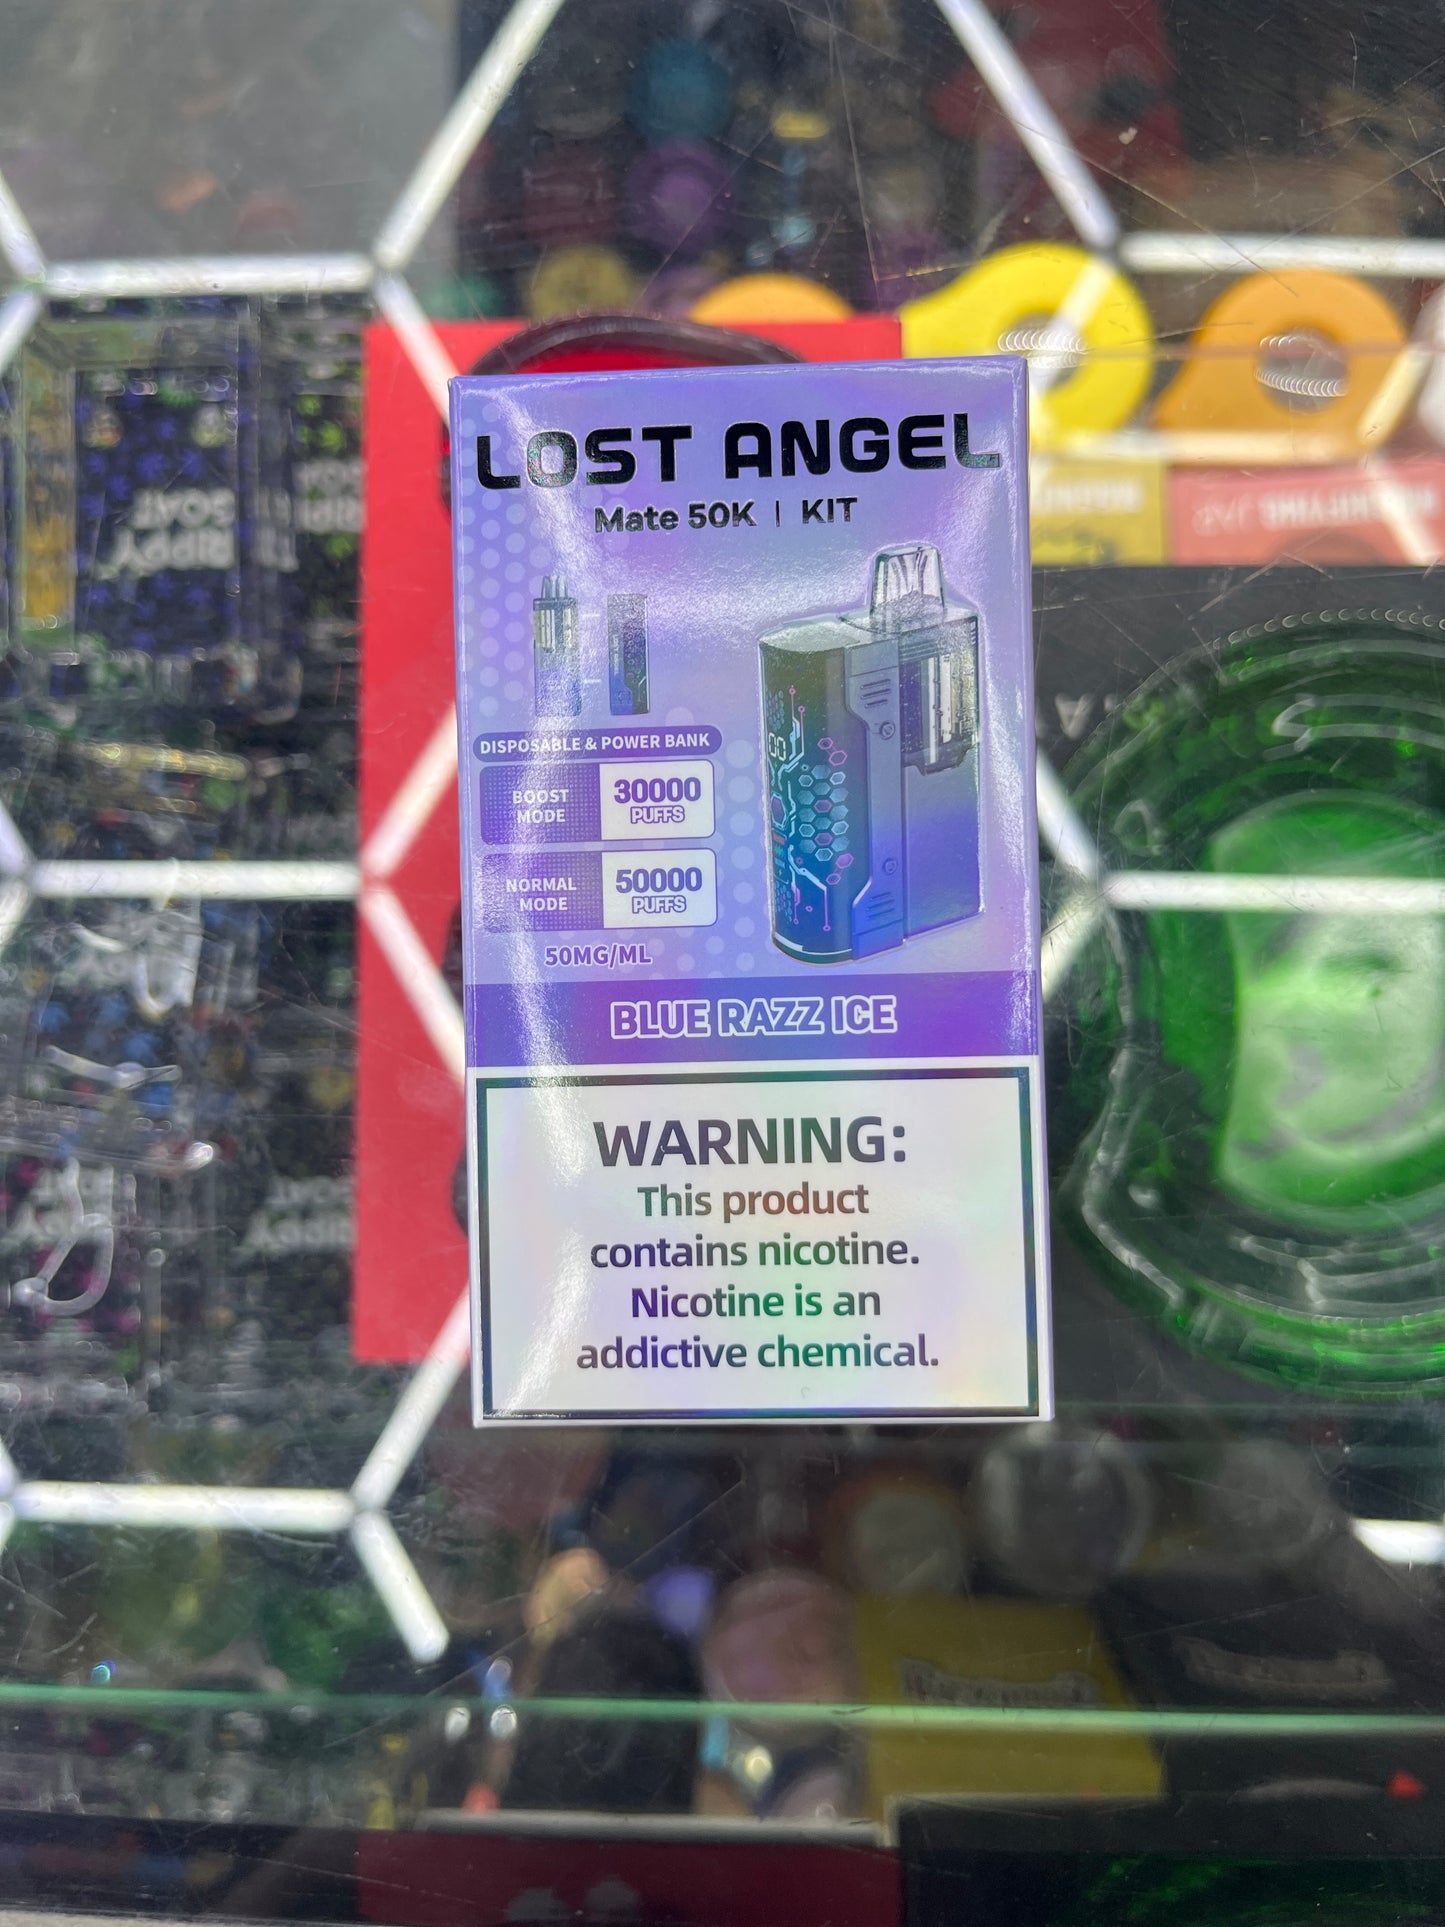 LOST ANGEL
Mate 50K | KIT
DISPOSABLE & POWER BANK
BOOST MODE
30000 PUFFS
NORMAL MODE
50000 PUFFS
50MG/ML
BLUE RAZZ ICE
WARNING:
This product
contains nicotine.
Nicotine is an
addictive chemical.